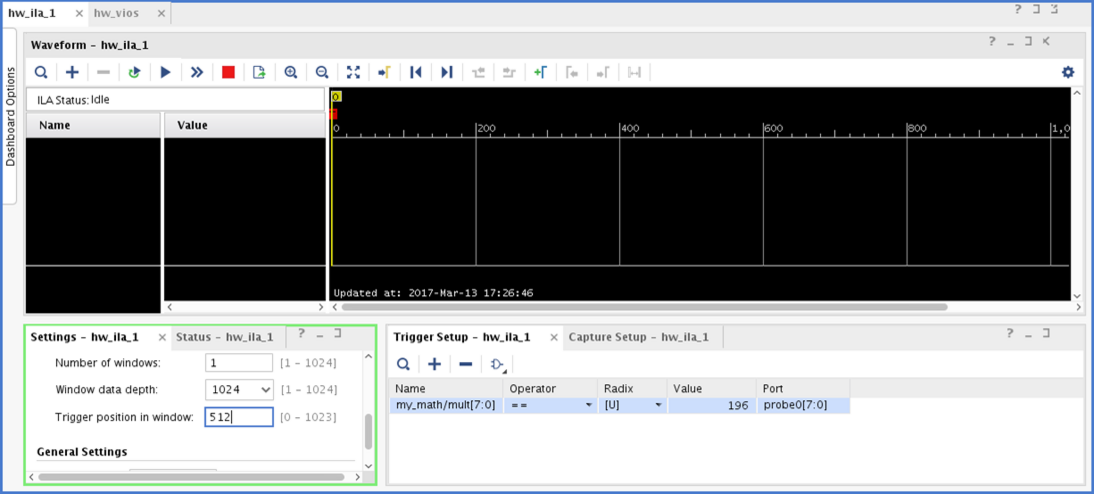 hw_ila_1 × hw_vios ×
Dashboard Options
Waveform - hw_ila_1
ILA Status: Idle
Name Value
0
0 200 400 600 800 1,0
Updated at: 2017-Mar-13 17:26:46
Settings - hw_ila_1 × Status - hw_ila_1 ?
Number of windows: 1 [1 - 1024]
Window data depth: 1024 [1 - 1024]
Trigger position in window: 512 [0 - 1023]
General Settings
Trigger Setup - hw_ila_1 × Capture Setup - hw_ila_1 ?
Name Operator Radix Value Port
my_math/mult[7:0] == [U] 196 probe0[7:0]